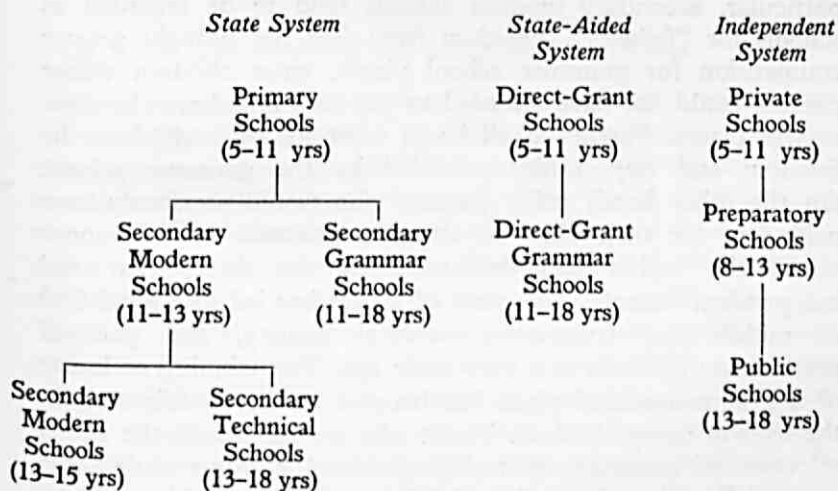 State System
State-Aided
System
Independent
System
Primary
Schools
(5–11 yrs)
Direct-Grant
Schools
(5–11 yrs)
Private
Schools
(5–11 yrs)
Secondary
Modern
Schools
(11–13 yrs)
Secondary
Grammar
Schools
(11–18 yrs)
Direct-Grant
Grammar
Schools
(11–18 yrs)
Preparatory
Schools
(8–13 yrs)
Secondary
Modern
Schools
(13–15 yrs)
Secondary
Technical
Schools
(13–18 yrs)
Public
Schools
(13–18 yrs)